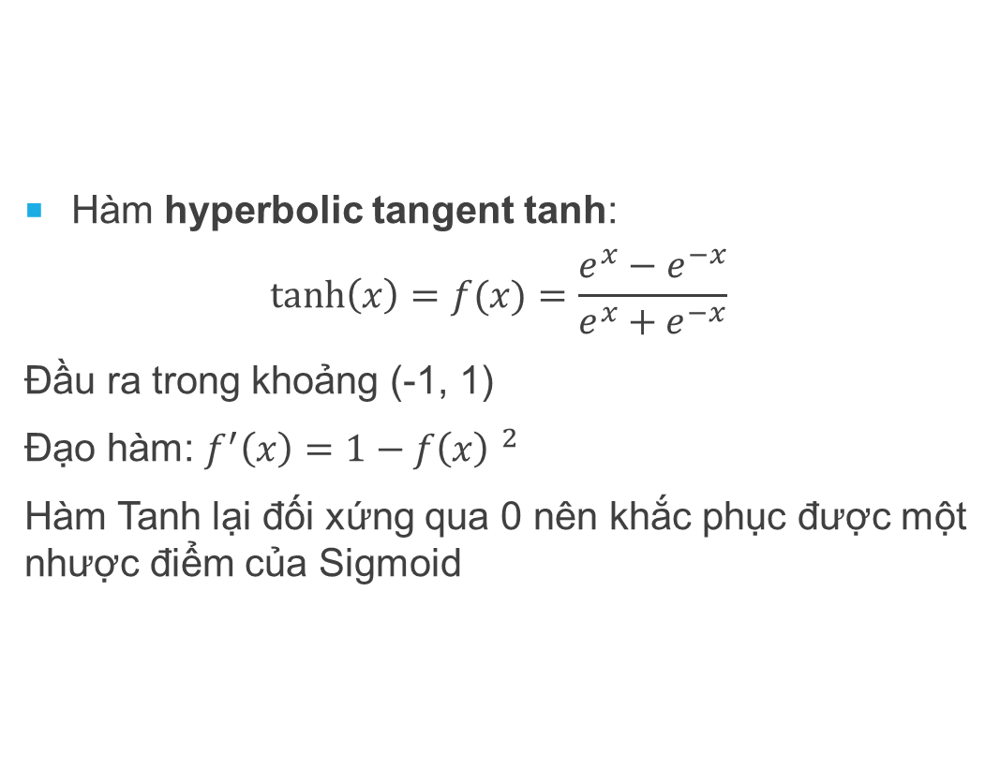 ▪ Hàm hyperbolic tangent tanh:
tanh(𝑥) = 𝑓(𝑥) = (𝑒^𝑥 − 𝑒^−𝑥)/(𝑒^𝑥 + 𝑒^−𝑥)
Đầu ra trong khoảng (-1, 1)
Đạo hàm: 𝑓′(𝑥) = 1 − 𝑓(𝑥) ²
Hàm Tanh lại đối xứng qua 0 nên khắc phục được một
nhược điểm của Sigmoid